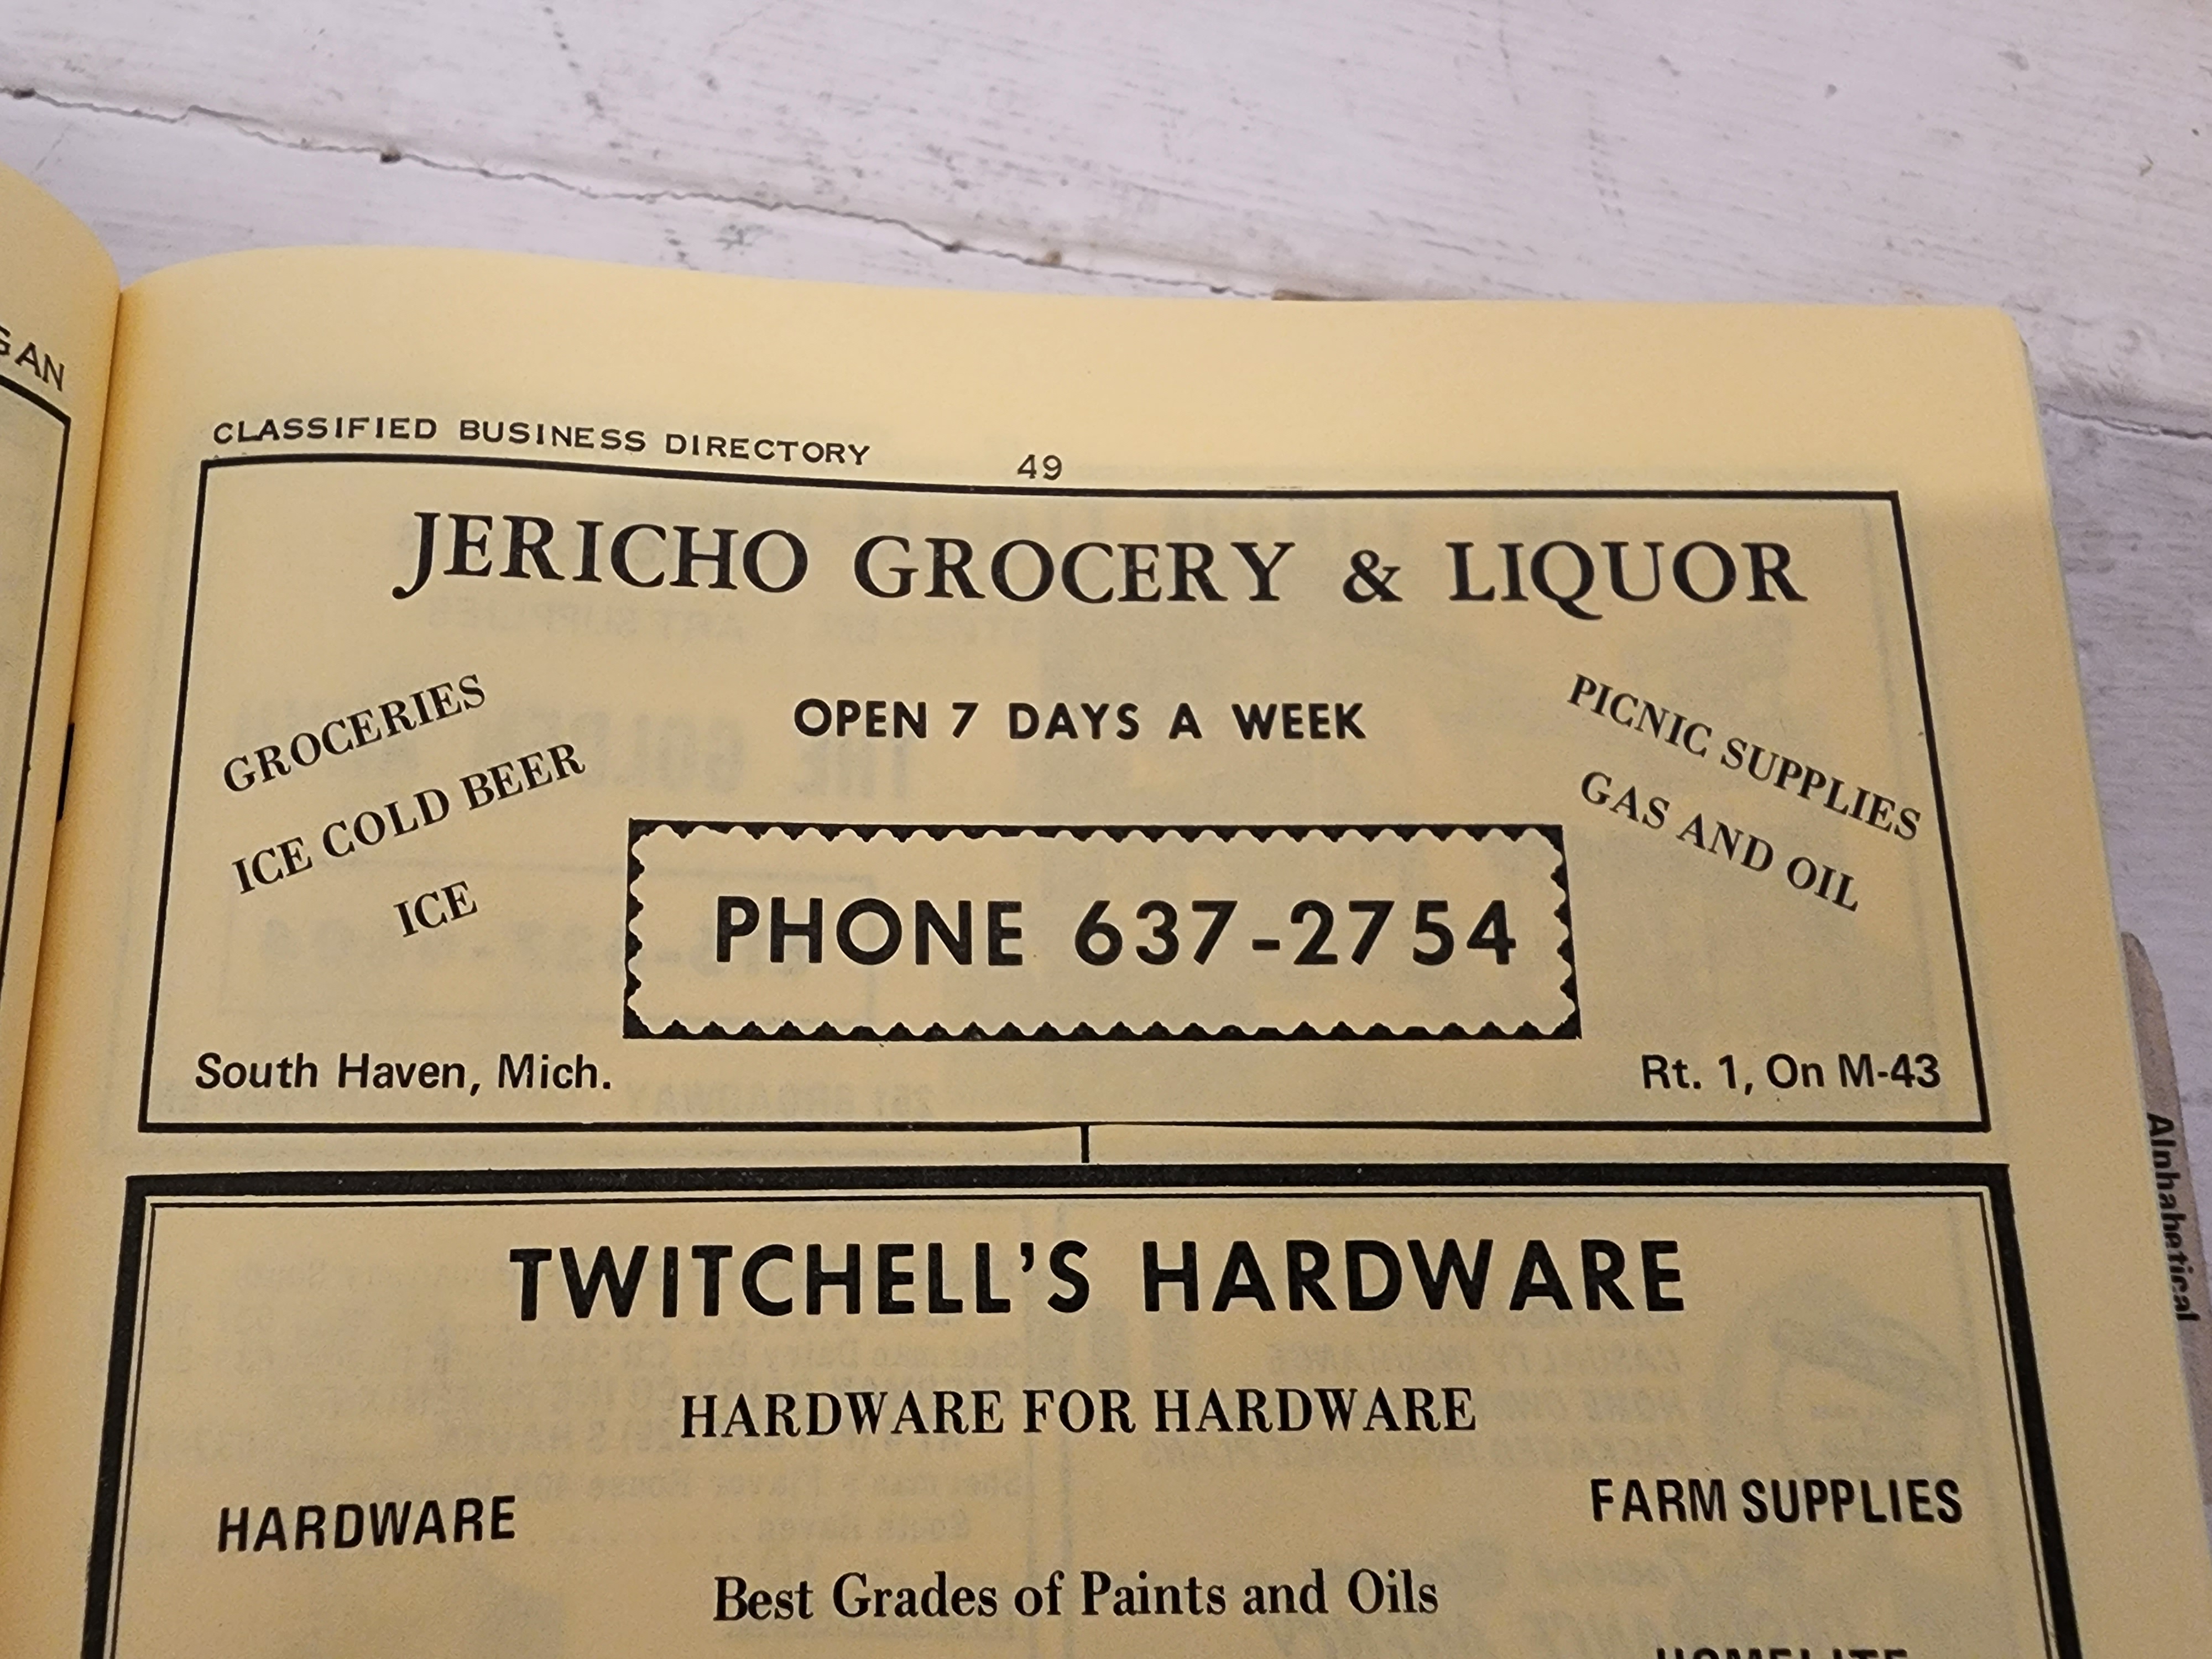 GAN
CLASSIFIED BUSINESS DIRECTORY 49
JERICHO GROCERY & LIQUOR
OPEN 7 DAYS A WEEK
GROCERIES
ICE COLD BEER
ICE
PICNIC SUPPLIES
GAS AND OIL
PHONE 637-2754
South Haven, Mich.
Rt. 1, On M-43
TWITCHELL'S HARDWARE
HARDWARE FOR HARDWARE
HARDWARE
FARM SUPPLIES
Best Grades of Paints and Oils
HOMELITE
Alphabetical